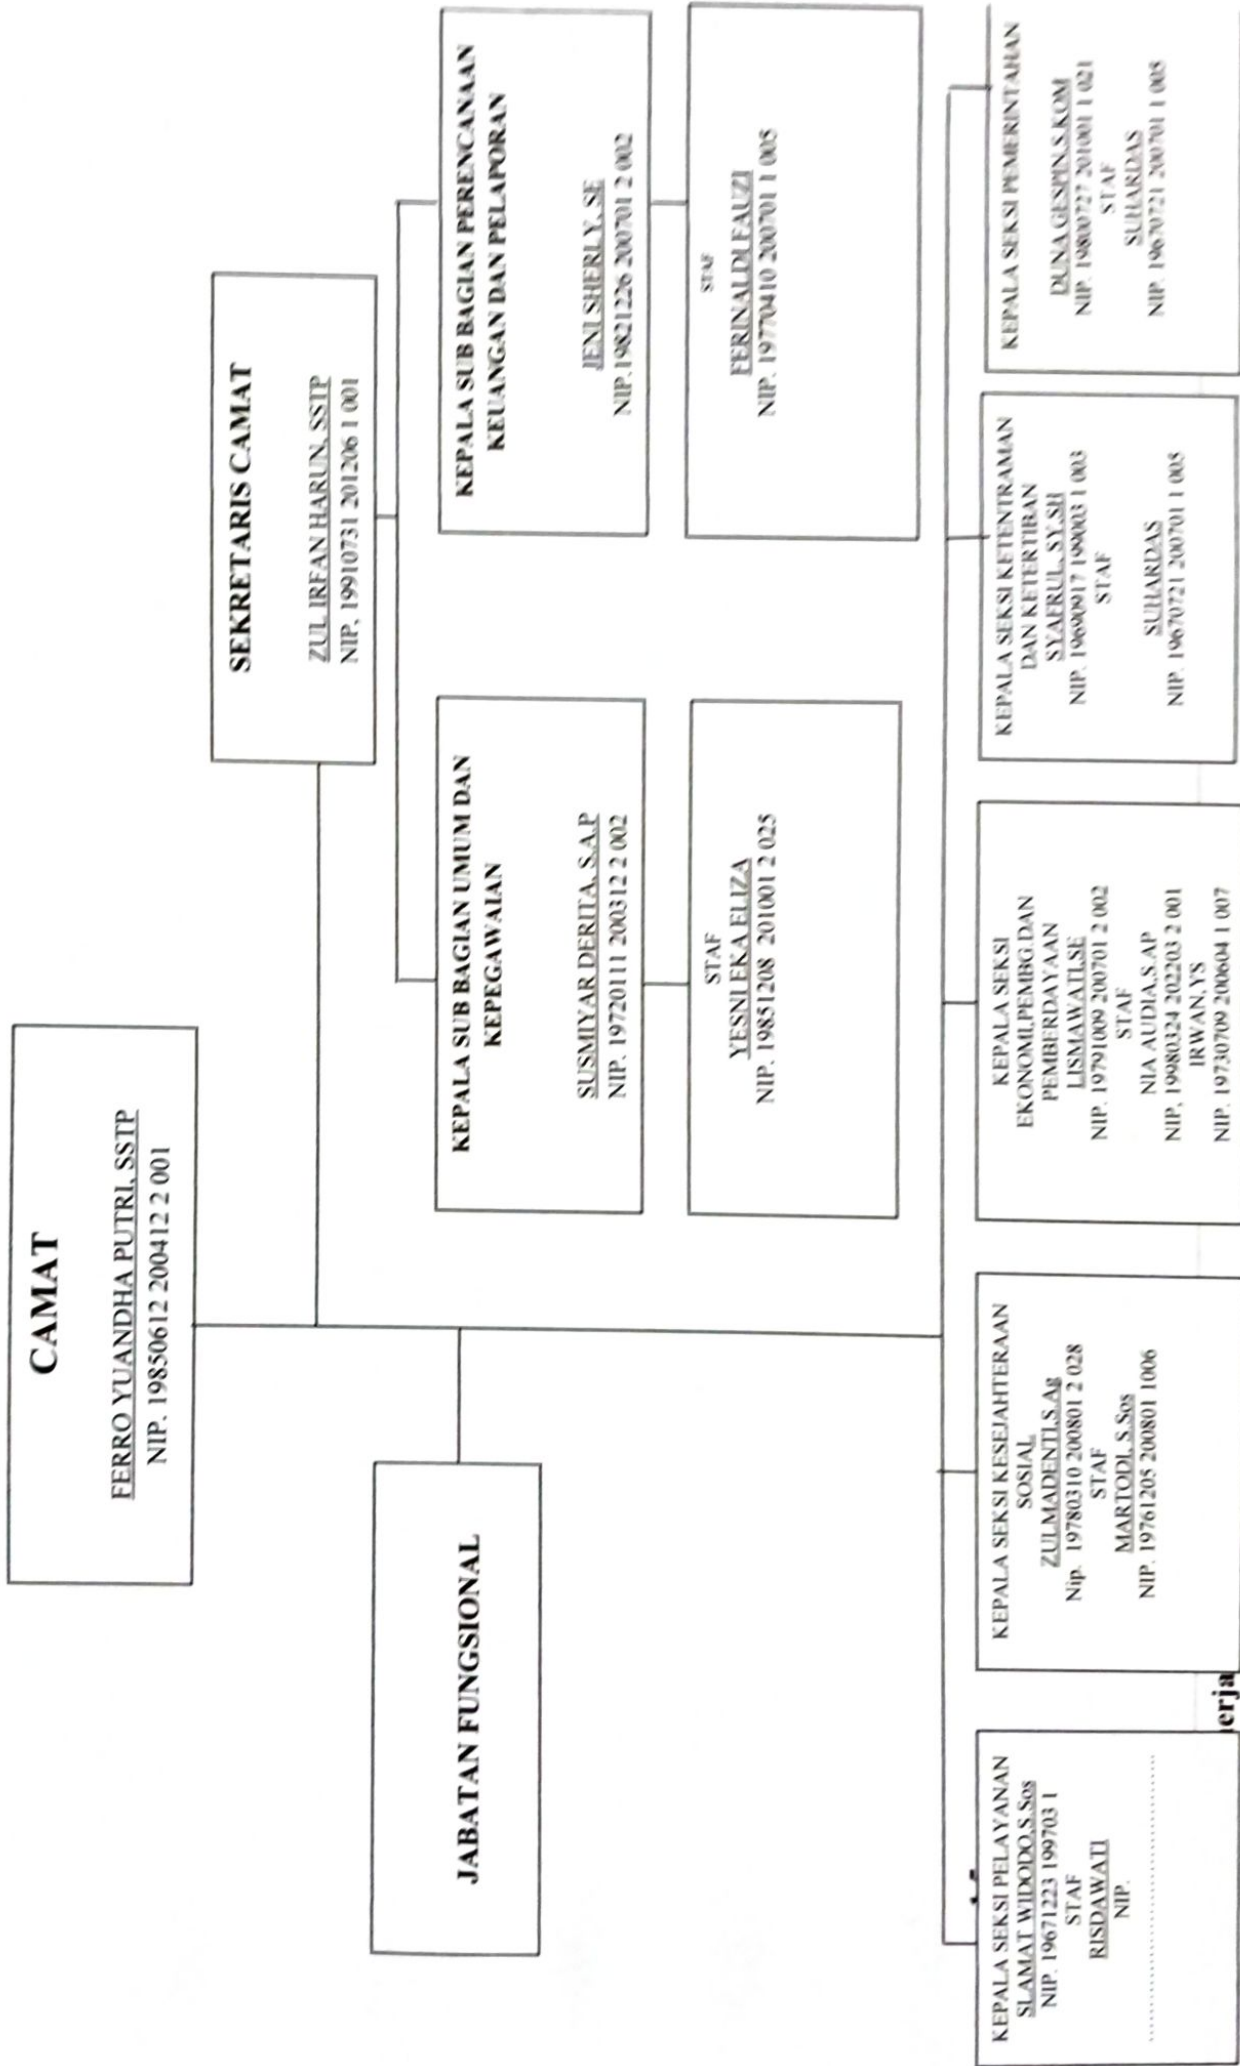 CAMAT
FERRO YUANDHA PUTRI, SSTP
NIP. 19850612 200412 2 001
SEKRETARIS CAMAT
ZUL IRFAN HARUN, SSTP
NIP, 19910731 201206 1 001
JABATAN FUNGSIONAL
KEPALA SUB BAGIAN UMUM DAN
KEPEGAWAIAN
SUSMIYAR DERITA, S.A.P
NIP. 19720111 200312 2 002
KEPALA SUB BAGIAN PERENCANAAN
KEUANGAN DAN PELAPORAN
JENI SHERLY, SE
NIP.19821226 200701 2 002
STAF
YESNI EKA ELIZA
NIP. 19851208 201001 2 025
STAF
FERINALDI FAUZI
NIP. 19770410 200701 1 005
KEPALA SEKSI PELAYANAN
SLAMAT WIDODO,S.Sos
NIP. 19671223 199703 1
STAF
RISDAWATI
NIP.
KEPALA SEKSI KESEJAHTERAAN
SOSIAL
ZULMADENTI,S.Ag
Nip. 19780310 200801 2 028
STAF
MARTODI, S.Sos
NIP. 19761205 200801 1006
KEPALA SEKSI
EKONOMI,PEMBG.DAN
PEMBERDAYAAN
LISMAWATI,SE
NIP. 19791009 200701 2 002
STAF
NIA AUDIA,S.AP
NIP, 19980324 202203 2 001
IRWAN,YS
NIP. 19730709 200604 1 007
KEPALA SEKSI KETENTRAMAN
DAN KETERTIBAN
SYAFRUL, SY,SH
NIP. 19690917 199003 1 003
STAF
SUHARDAS
NIP. 19670721 200701 1 005
KEPALA SEKSI PEMERINTAHAN
DUNA GESPIN,S.KOM
NIP. 19800727 201001 1 021
STAF
SUHARDAS
NIP. 19670721 200701 1 005
erja